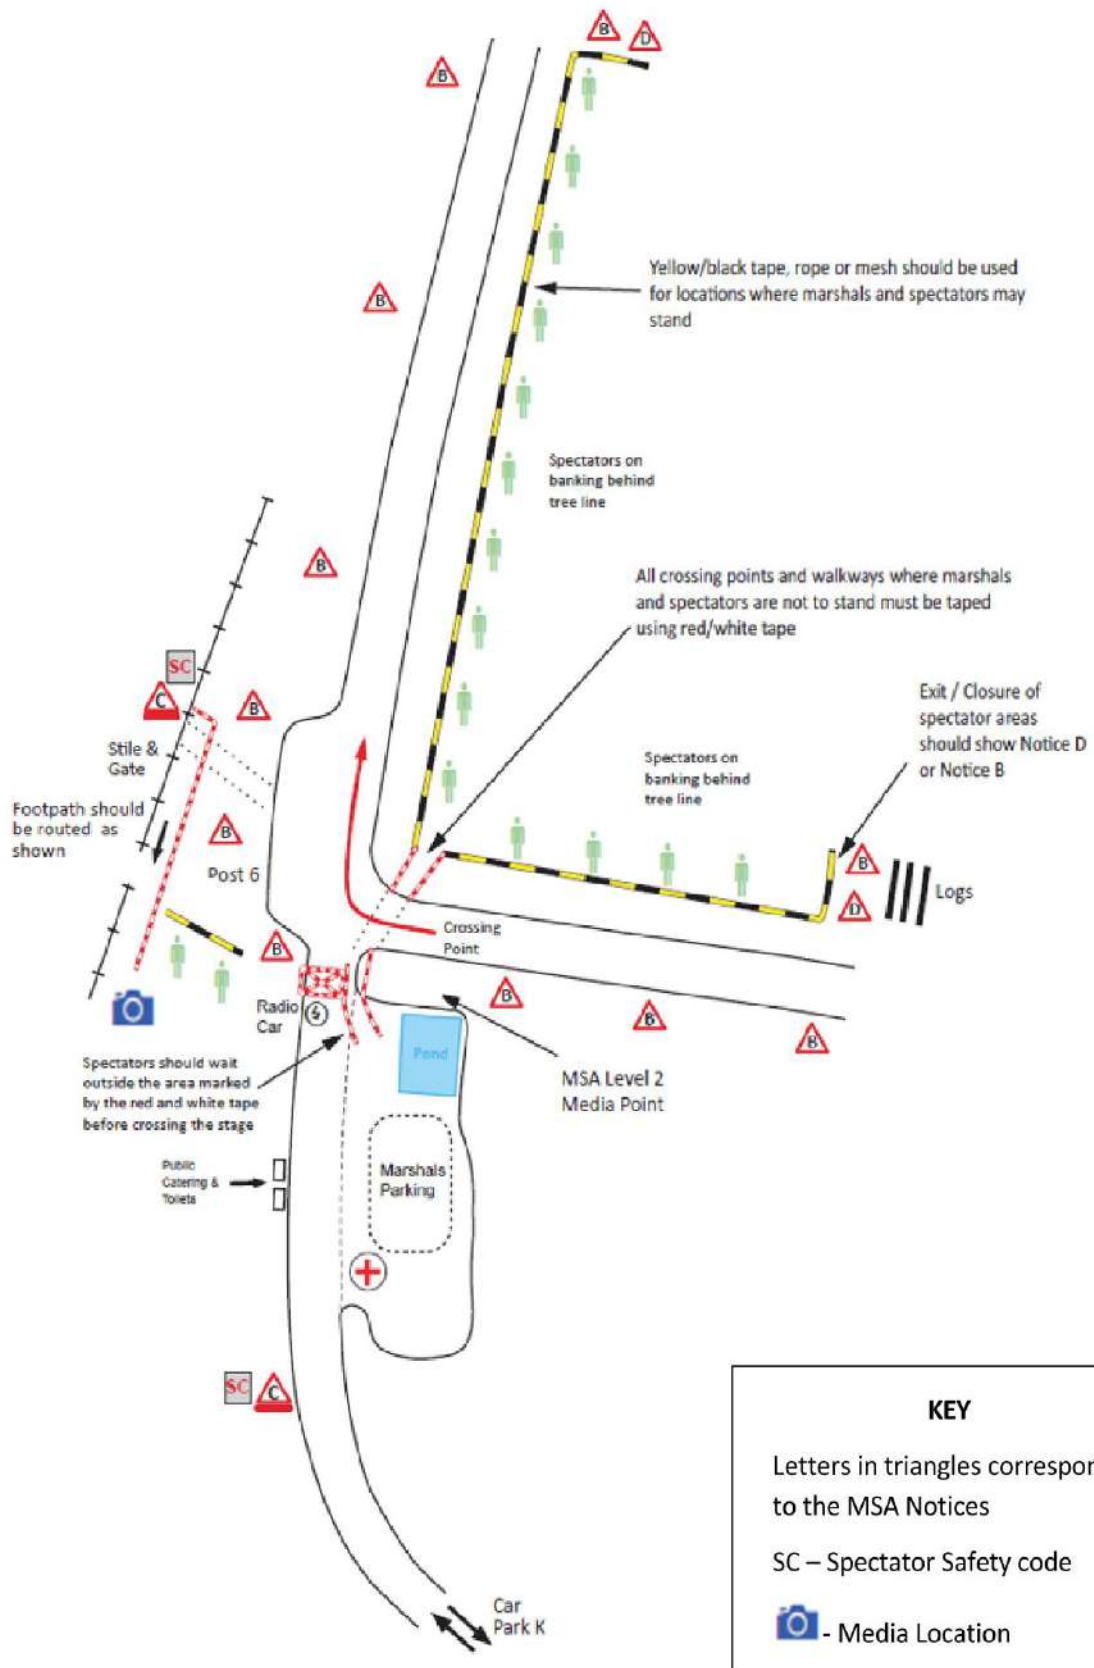 B
D
B
Yellow/black tape, rope or mesh should be used
for locations where marshals and spectators may
stand
B
Spectators on
banking behind
tree line
B
All crossing points and walkways where marshals
and spectators are not to stand must be taped
using red/white tape
SC
C
B
Exit / Closure of
spectator areas
should show Notice D
or Notice B
Stile &
Gate
Spectators on
banking behind
tree line
Footpath should
be routed as
shown
B
Post 6
B
D
Logs
Crossing
Point
B
Radio
Car
B
B
B
Pond
MSA Level 2
Media Point
Spectators should wait
outside the area marked
by the red and white tape
before crossing the stage
Public
Catering &
Toilets
Marshals
Parking
SC
C
Car
Park K
KEY
Letters in triangles correspon
to the MSA Notices
SC – Spectator Safety code
- Media Location